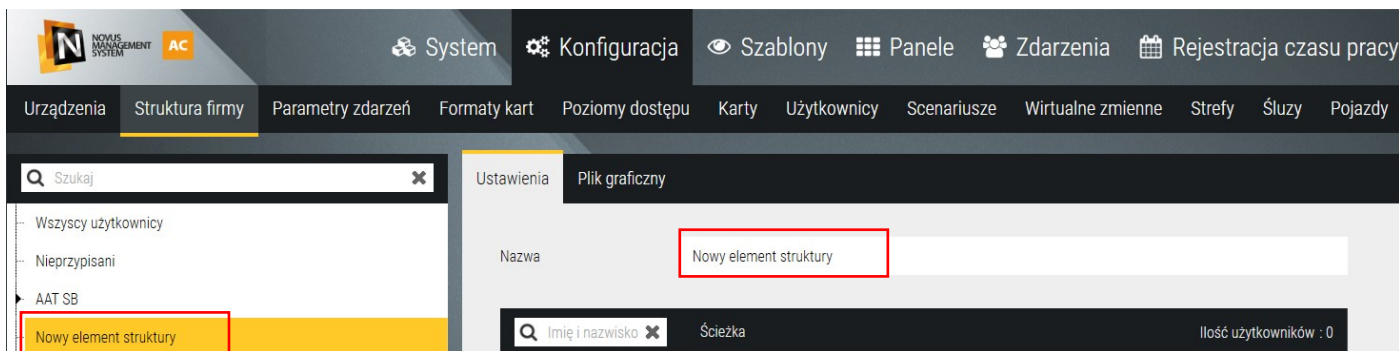 NOVUS MANAGEMENT SYSTEM AC System Konfiguracja Szablony Panele Zdarzenia Rejestracja czasu pracy
Urządzenia Struktura firmy Parametry zdarzeń Formaty kart Poziomy dostępu Karty Użytkownicy Scenariusze Wirtualne zmienne Strefy Śluzy Pojazdy
Szukaj Ustawienia Plik graficzny
Wszyscy użytkownicy
Nazwa Nowy element struktury
Nieprzypisani
AAT SB
Nowy element struktury Imię i nazwisko Ścieżka Ilość użytkowników : 0